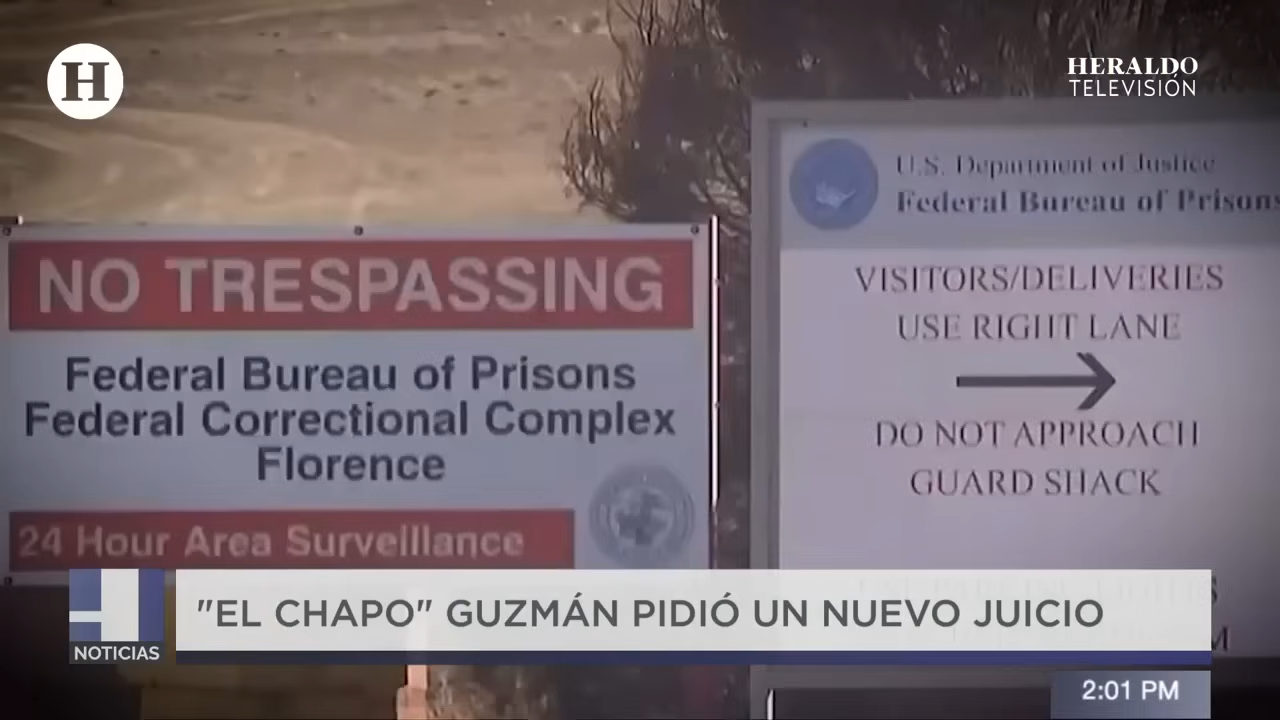 H
HERALDO
TELEVISIÓN
NO TRESPASSING
Federal Bureau of Prisons
Federal Correctional Complex
Florence
24 Hour Area Surveillance
U.S. Department of Justice
Federal Bureau of Prisons
VISITORS/DELIVERIES
USE RIGHT LANE
DO NOT APPROACH
GUARD SHACK
NOTICIAS
"EL CHAPO" GUZMÁN PIDIÓ UN NUEVO JUICIO
2:01 PM